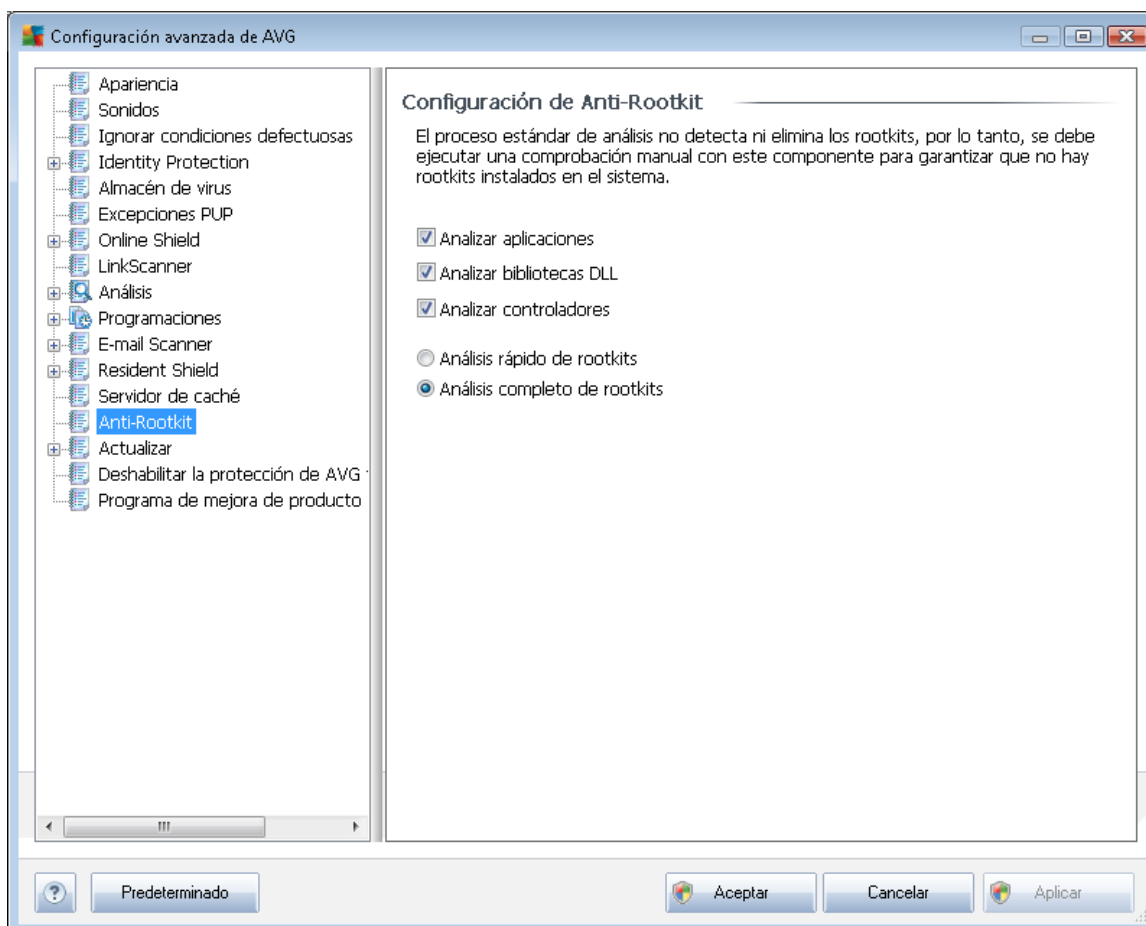 Configuración avanzada de AVG
Apariencia
Sonidos
Ignorar condiciones defectuosas
Identity Protection
Almacén de virus
Excepciones PUP
Online Shield
LinkScanner
Análisis
Programaciones
E-mail Scanner
Resident Shield
Servidor de caché
Anti-Rootkit
Actualizar
Deshabilitar la protección de AVG
Programa de mejora de producto
Configuración de Anti-Rootkit
El proceso estándar de análisis no detecta ni elimina los rootkits, por lo tanto, se debe
ejecutar una comprobación manual con este componente para garantizar que no hay
rootkits instalados en el sistema.
Analizar aplicaciones
Analizar bibliotecas DLL
Analizar controladores
Análisis rápido de rootkits
Análisis completo de rootkits
Predeterminado
Aceptar
Cancelar
Aplicar